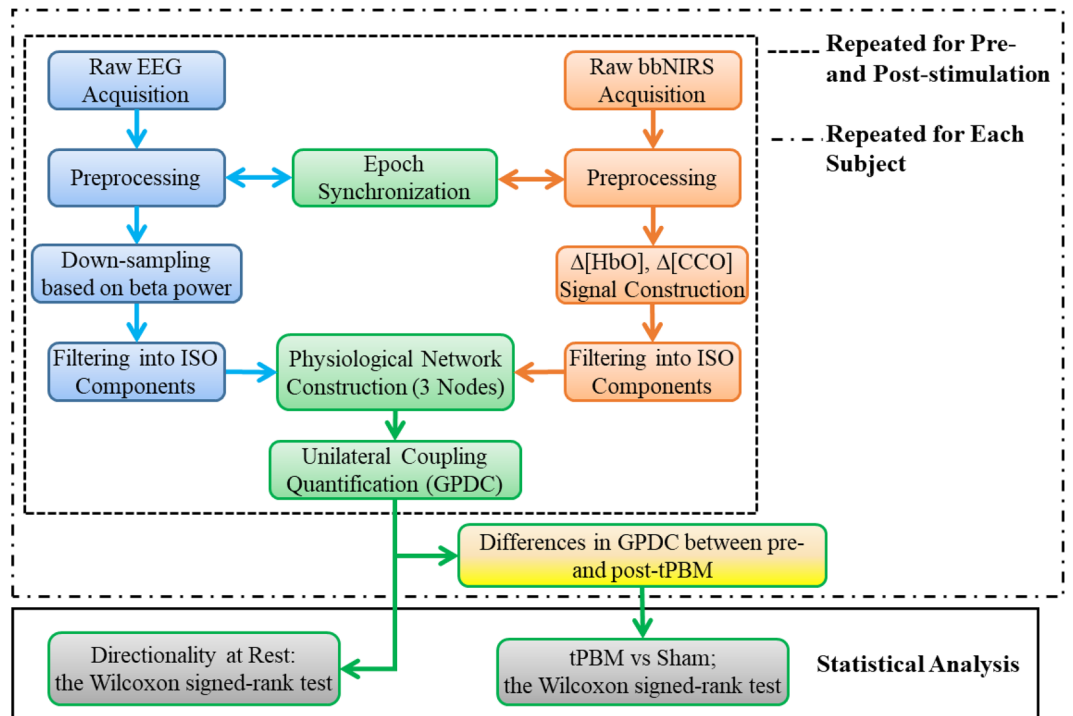 Raw EEG
Acquisition
Raw bbNIRS
Acquisition
Repeated for Pre-
and Post-stimulation
Repeated for Each
Subject
Preprocessing
Epoch
Synchronization
Preprocessing
Down-sampling
based on beta power
Δ[HbO], Δ[CCO]
Signal Construction
Filtering into ISO
Components
Physiological Network
Construction (3 Nodes)
Filtering into ISO
Components
Unilateral Coupling
Quantification (GPDC)
Differences in GPDC between pre-
and post-tPBM
Directionality at Rest:
the Wilcoxon signed-rank test
tPBM vs Sham;
the Wilcoxon signed-rank test
Statistical Analysis